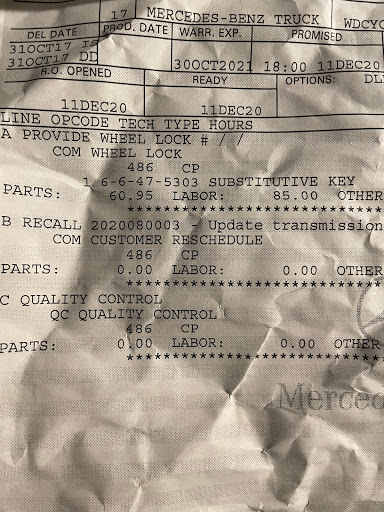 17 MERCEDES-BENZ TRUCK WDCYC
DEL DATE PROD. DATE WARR. EXP. PROMISED
31OCT17 IS
31OCT17 DD 30OCT2021 18:00 11DEC20
R.O. OPENED READY OPTIONS: DL
11DEC20 11DEC20
LINE OPCODE TECH TYPE HOURS
A PROVIDE WHEEL LOCK # / /
COM WHEEL LOCK
486 CP
1 6-6-47-5303 SUBSTITUTIVE KEY
PARTS: 60.95 LABOR: 85.00 OTHER
****************************
B RECALL 2020080003 - Update transmission
COM CUSTOMER RESCHEDULE
486 CP
PARTS: 0.00 LABOR: 0.00 OTHER
****************************
C QUALITY CONTROL
QC QUALITY CONTROL
486 CP
PARTS: 0.00 LABOR: 0.00 OTHER
****************************
Merced